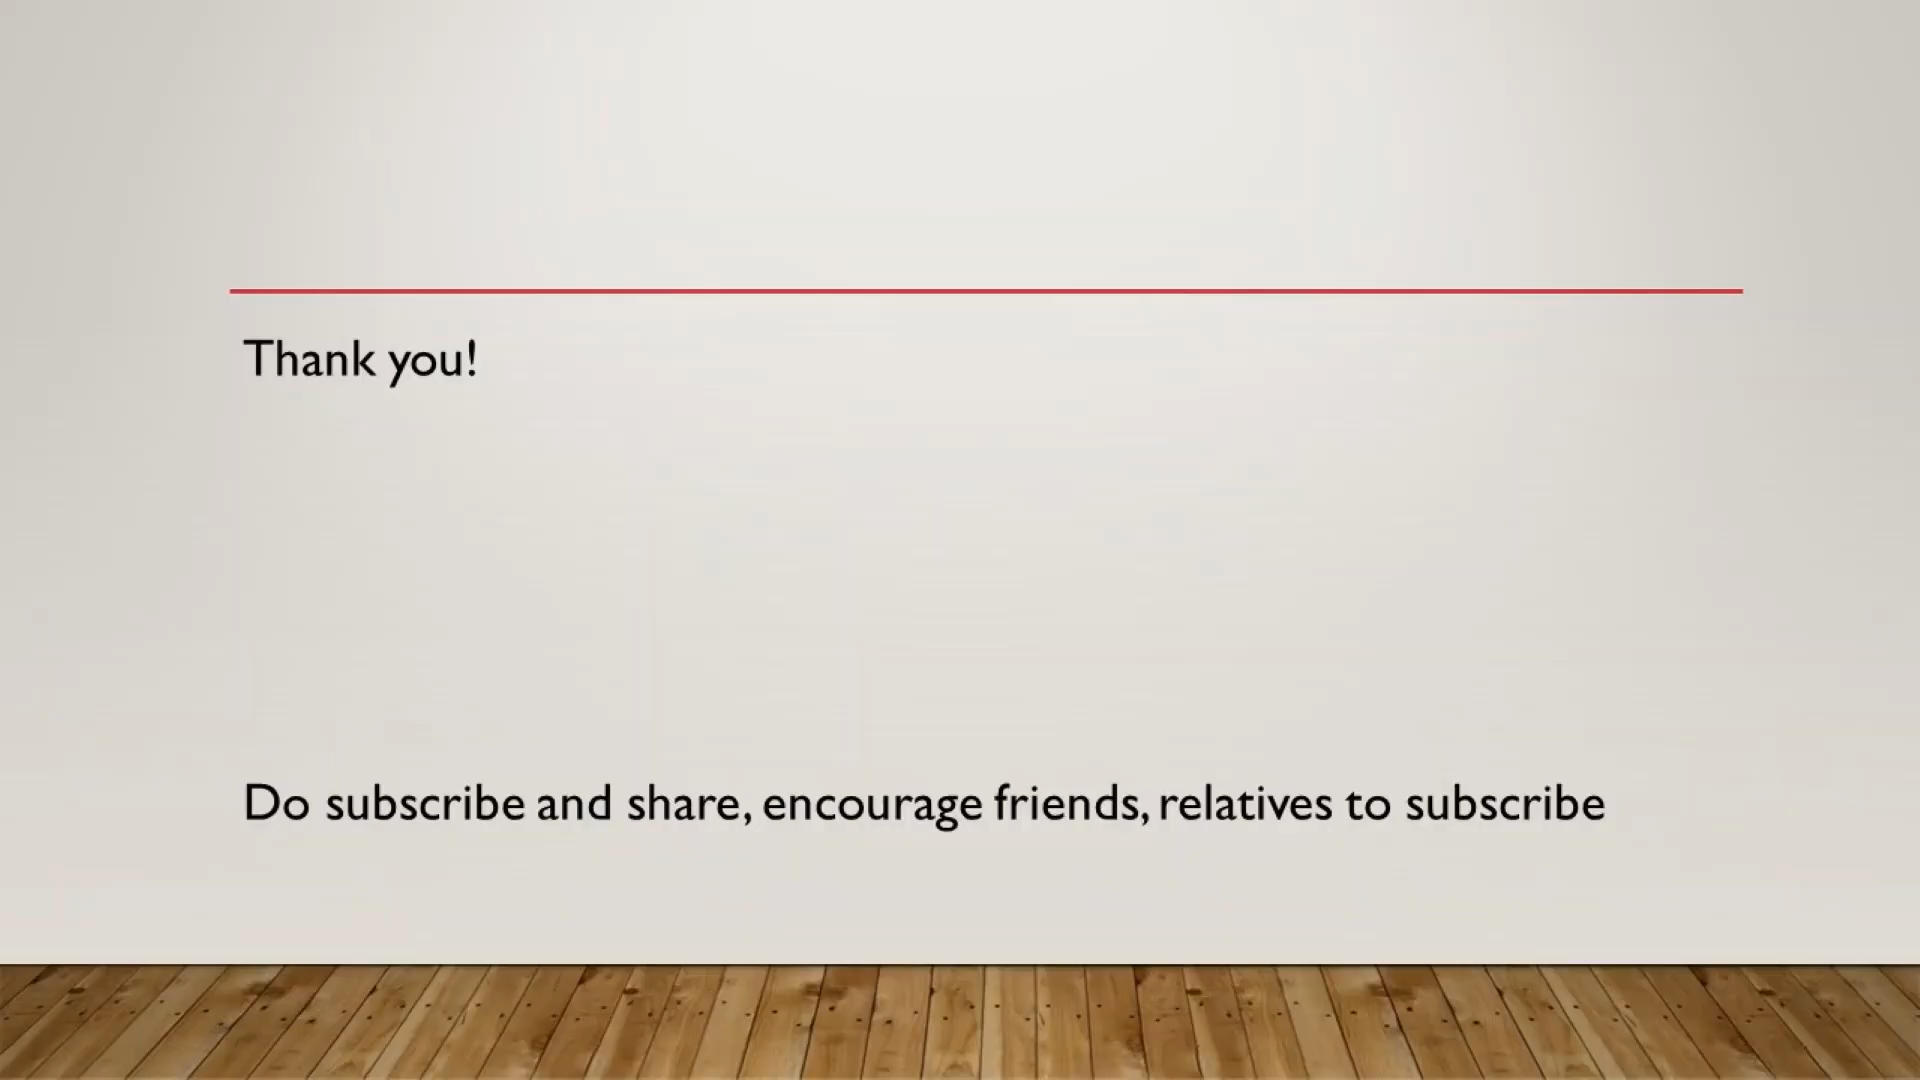 Thank you!
Do subscribe and share, encourage friends, relatives to subscribe